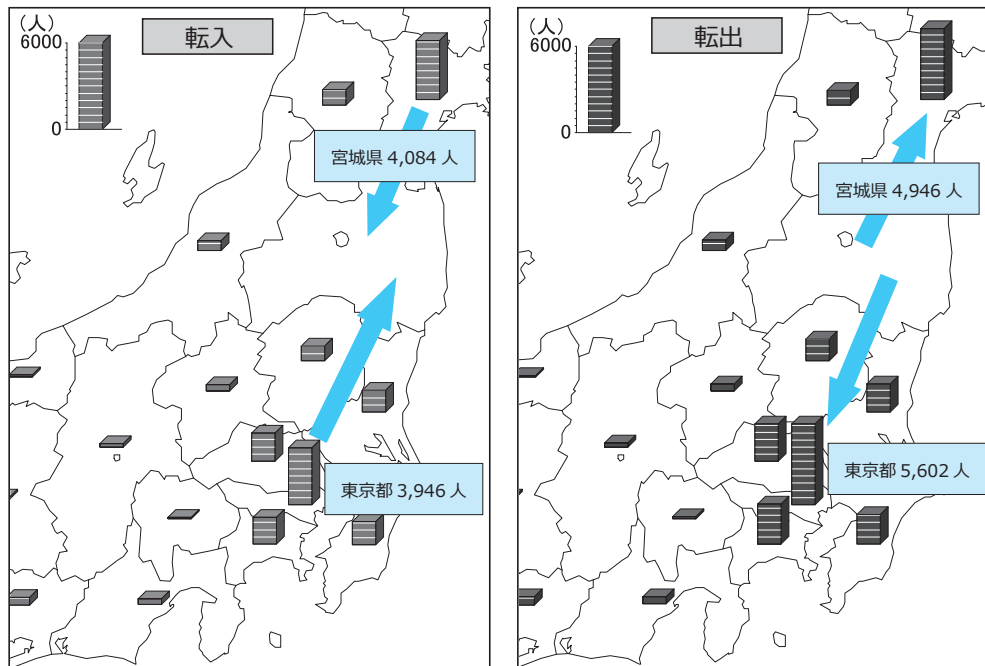 (人)
6000
0
転入
宮城県 4,084 人
東京都 3,946 人
(人)
6000
0
転出
宮城県 4,946 人
東京都 5,602 人